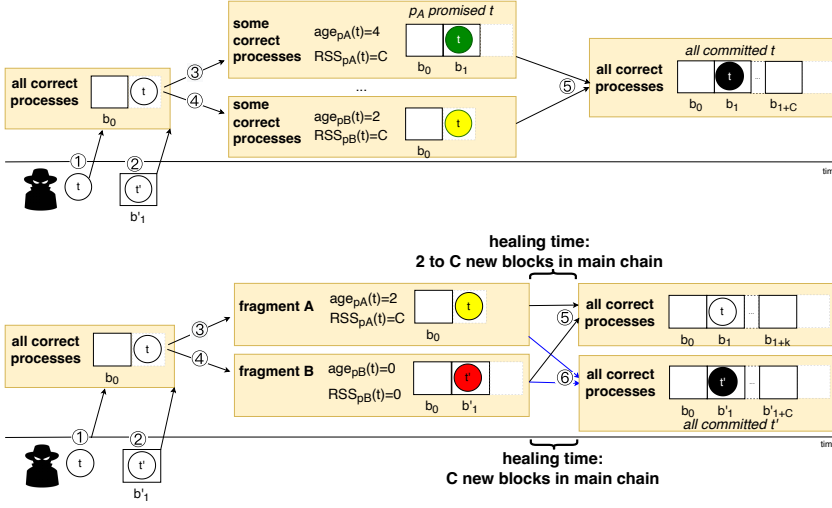 some
correct
processes
age_pA(t)=4
RSS_pA(t)=C
p_A promised t
t
b_0 b_1
all correct
processes
t
b_0
③
④
...
some
correct
processes
age_pB(t)=2
RSS_pB(t)=C
t
b_0
⑤
all committed t
all correct
processes
t
...
b_0 b_1 b_1+C
①
②
t
t'
b'_1
healing time:
2 to C new blocks in main chain
fragment A
age_pA(t)=2
RSS_pA(t)=C
t
b_0
all correct
processes
t
b_0
③
④
fragment B
age_pB(t)=0
RSS_pB(t)=0
t'
b_0 b'_1
⑤
⑥
all correct
processes
t
...
b_0 b_1 b_1+k
all correct
processes
t'
...
b_0 b'_1 b'_1+C
all committed t'
①
②
t
t'
b'_1
healing time:
C new blocks in main chain